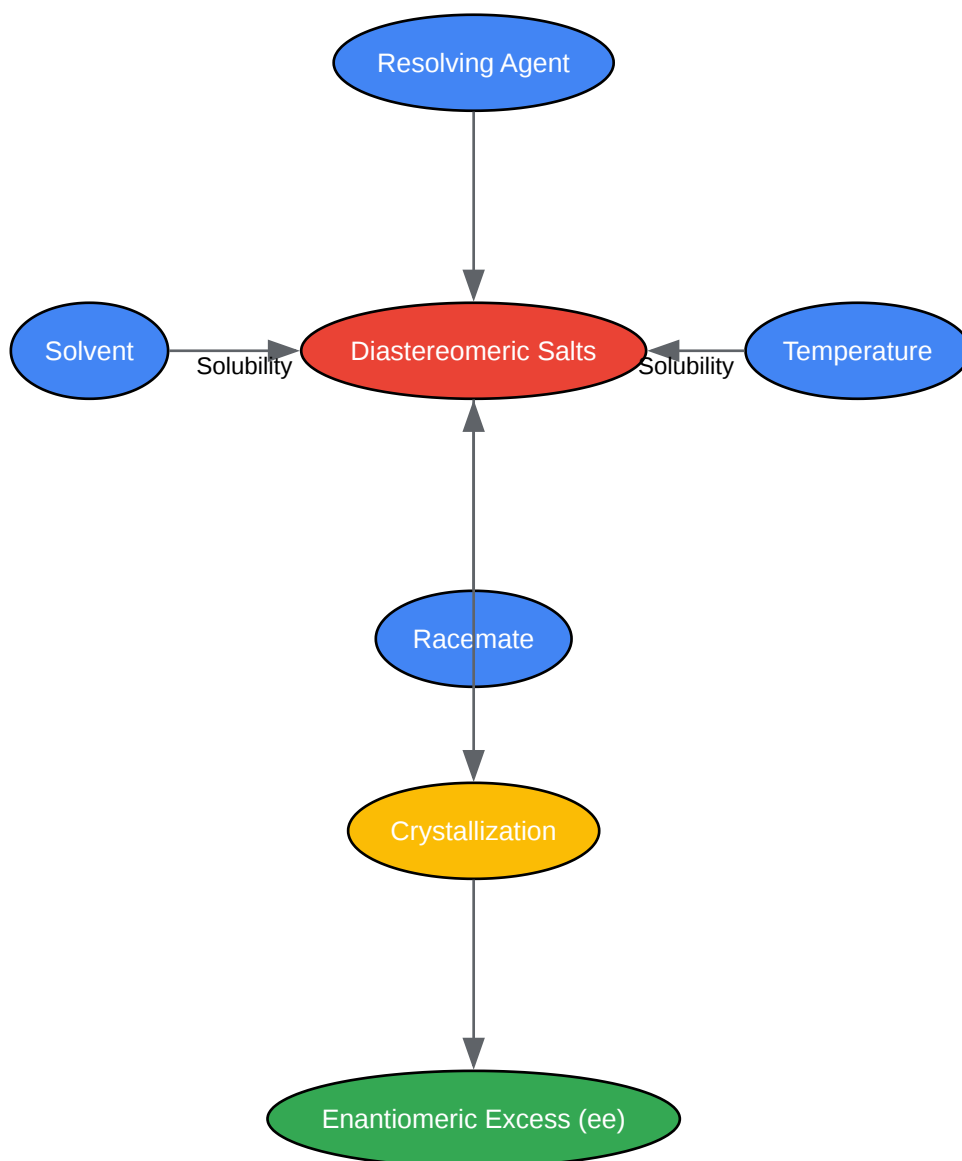 Resolving Agent
Solvent
Solubility
Diastereomeric Salts
Solubility
Temperature
Racemate
Crystallization
Enantiomeric Excess (ee)